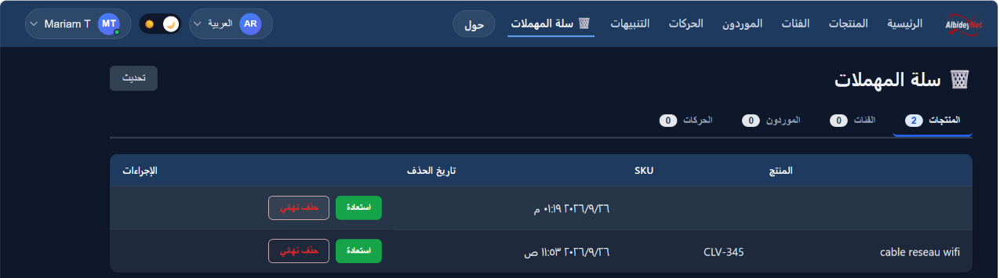 AlbideyNet الرئيسية المنتجات الفئات الموردون الحركات التنبيهات سلة المهملات حول AR العربية MT Mariam T
سلة المهملات تحديث
المنتجات 2 الفئات 0 الموردون 0 الحركات 0
المنتج SKU تاريخ الحذف الإجراءات
٢٠٢٦/٩/٢٦ ٠١:١٩ م استعادة حذف نهائي
cable reseau wifi CLV-345 ٢٠٢٦/٩/٢٦ ١١:٥٣ ص استعادة حذف نهائي